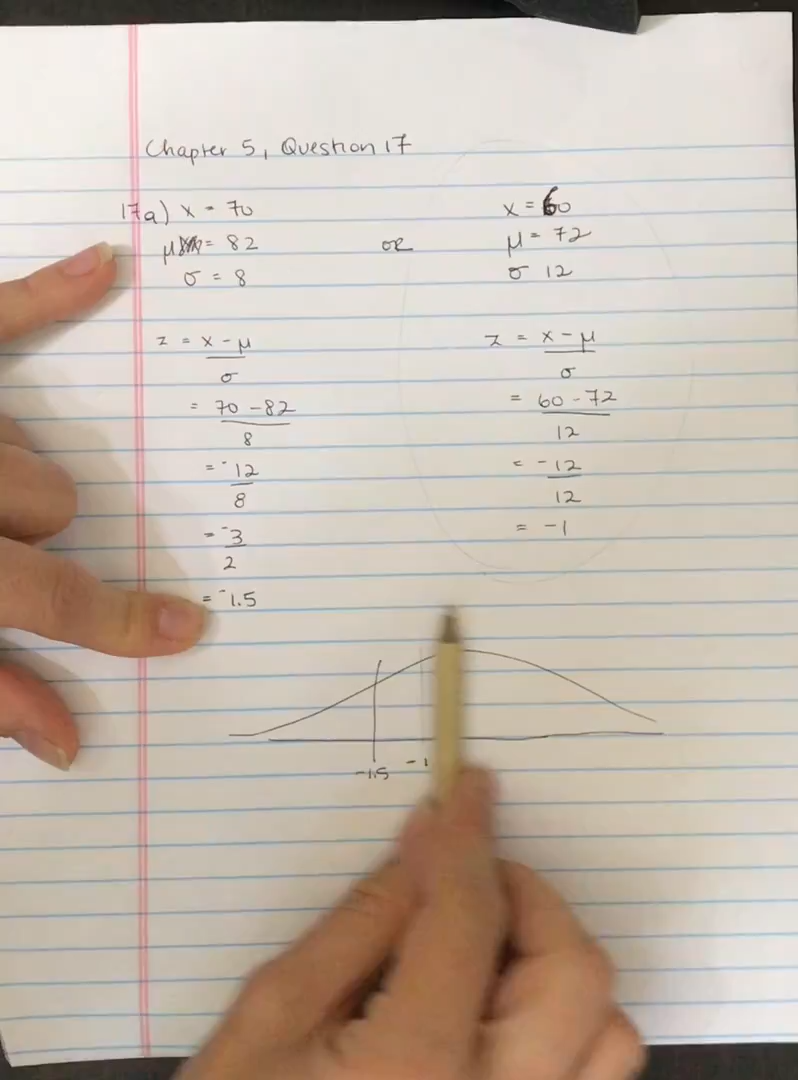 Chapter 5, Question 17
17a) x = 70
μ = 82
σ = 8
OR
x = 60
μ = 72
σ 12
z = x - μ
σ
= 70 - 82
8
= -12
8
= -3
2
= -1.5
z = x - μ
σ
= 60 - 72
12
= -12
12
= -1
-1.5 -1